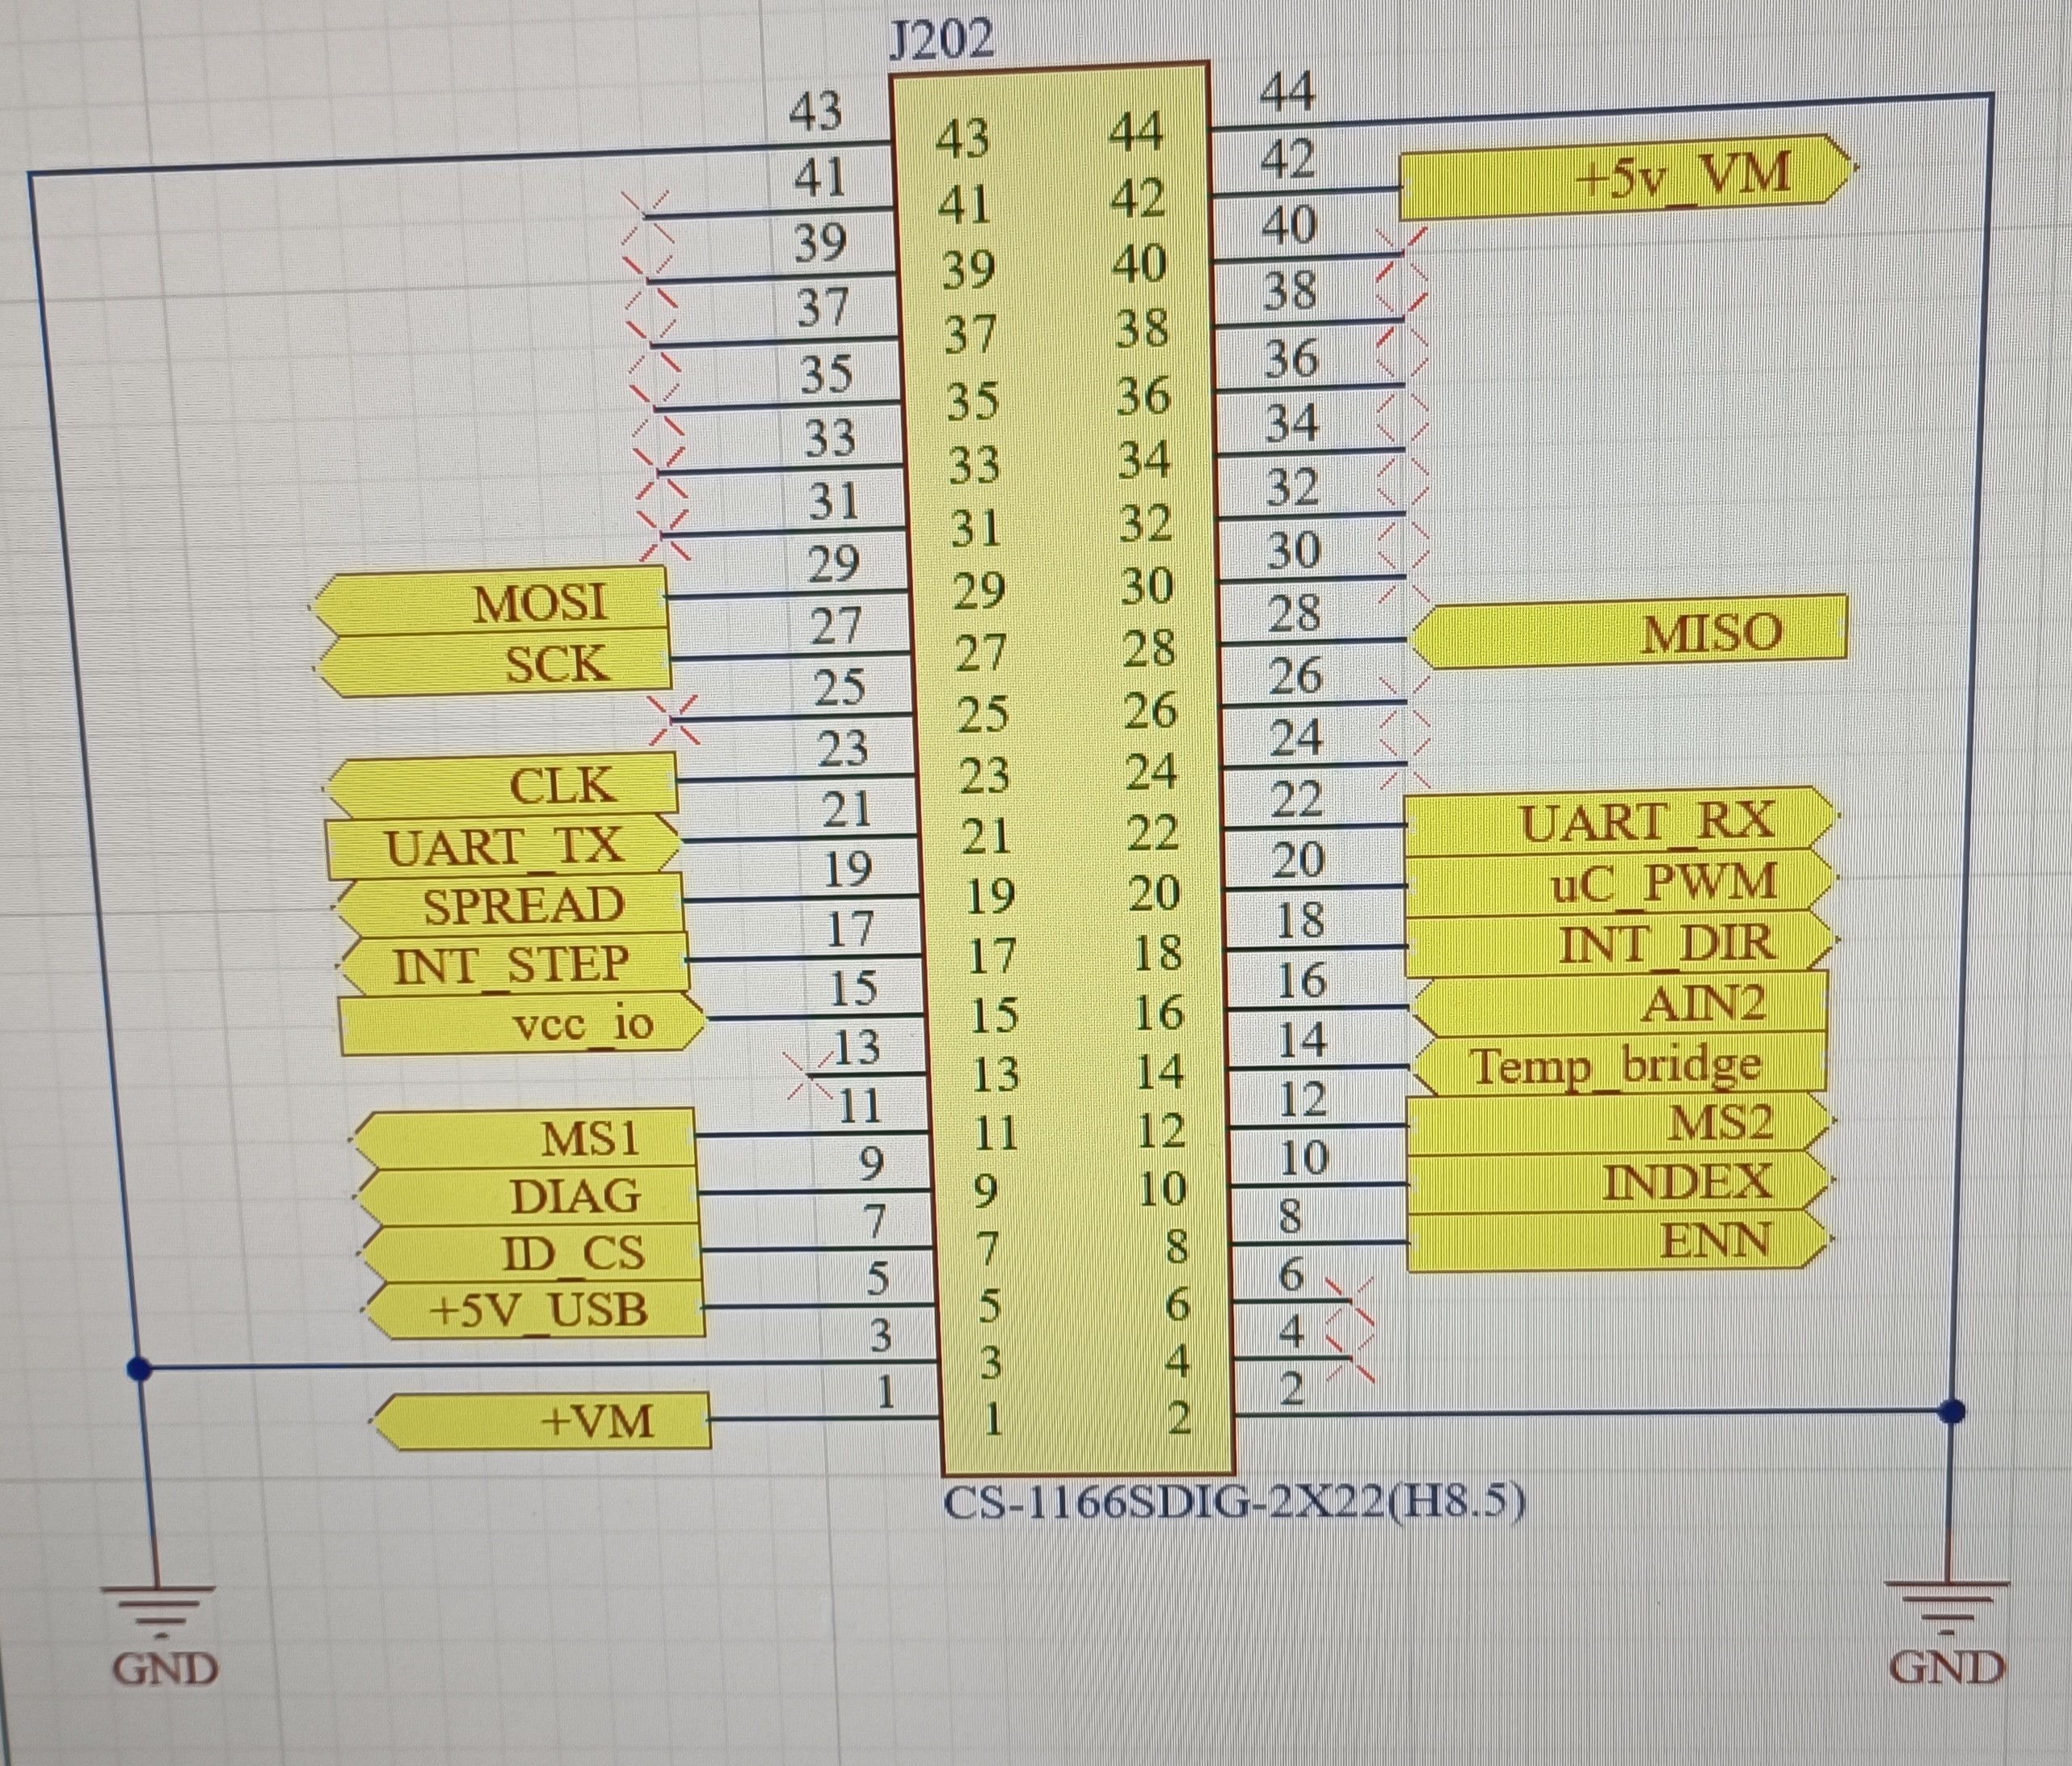 J202
43 43 44 44
41 41 42 42 +5v_VM
39 39 40 40
37 37 38 38
35 35 36 36
33 33 34 34
31 31 32 32
MOSI 29 29 30 30
SCK 27 27 28 28 MISO
25 25 26 26
CLK 23 23 24 24
UART_TX 21 21 22 22 UART_RX
SPREAD 19 19 20 20 uC_PWM
INT_STEP 17 17 18 18 INT_DIR
vcc_io 15 15 16 16 AIN2
13 13 14 14 Temp_bridge
MS1 11 11 12 12 MS2
DIAG 9 9 10 10 INDEX
ID_CS 7 7 8 8 ENN
+5V_USB 5 5 6 6
3 3 4 4
+VM 1 1 2 2
CS-1166SDIG-2X22(H8.5)
GND GND